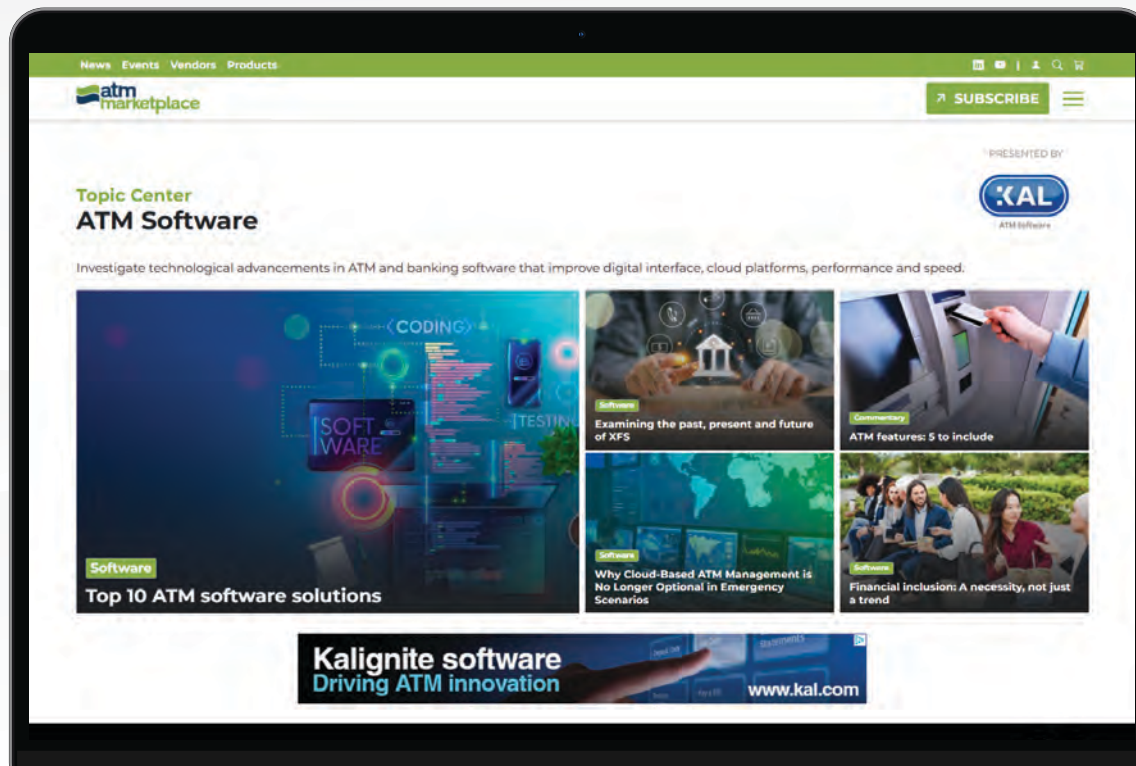 News Events Vendors Products
atm
marketplace
SUBSCRIBE
PRESENTED BY
KAL
ATM Software
Topic Center
ATM Software
Investigate technological advancements in ATM and banking software that improve digital interface, cloud platforms, performance and speed.
<CODING>
SOFT
WARE
[TESTING
Software
Top 10 ATM software solutions
Software
Examining the past, present and future
of XFS
Commentary
ATM features: 5 to include
Software
Why Cloud-Based ATM Management is
No Longer Optional in Emergency
Scenarios
Software
Financial inclusion: A necessity, not just
a trend
Kalignite software
Driving ATM innovation
www.kal.com